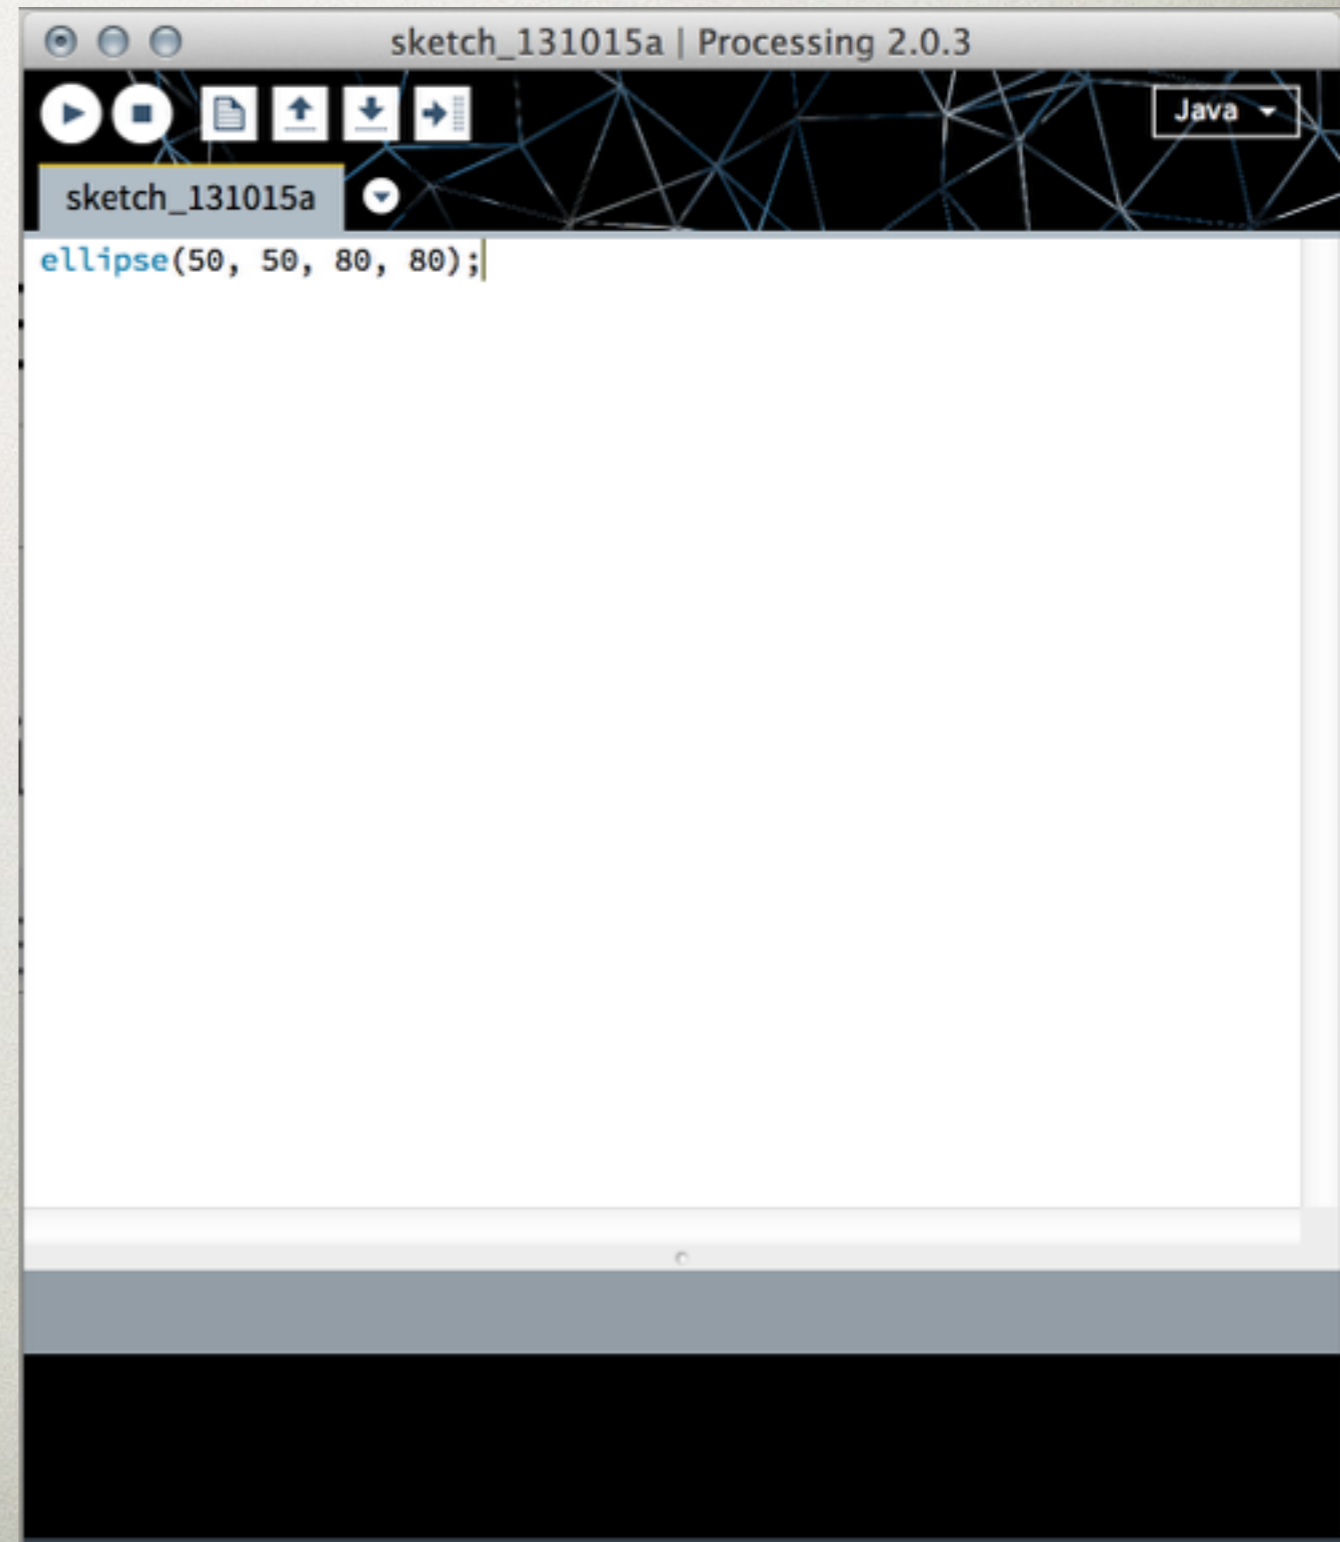 sketch_131015a | Processing 2.0.3
Java
sketch_131015a
ellipse(50, 50, 80, 80);